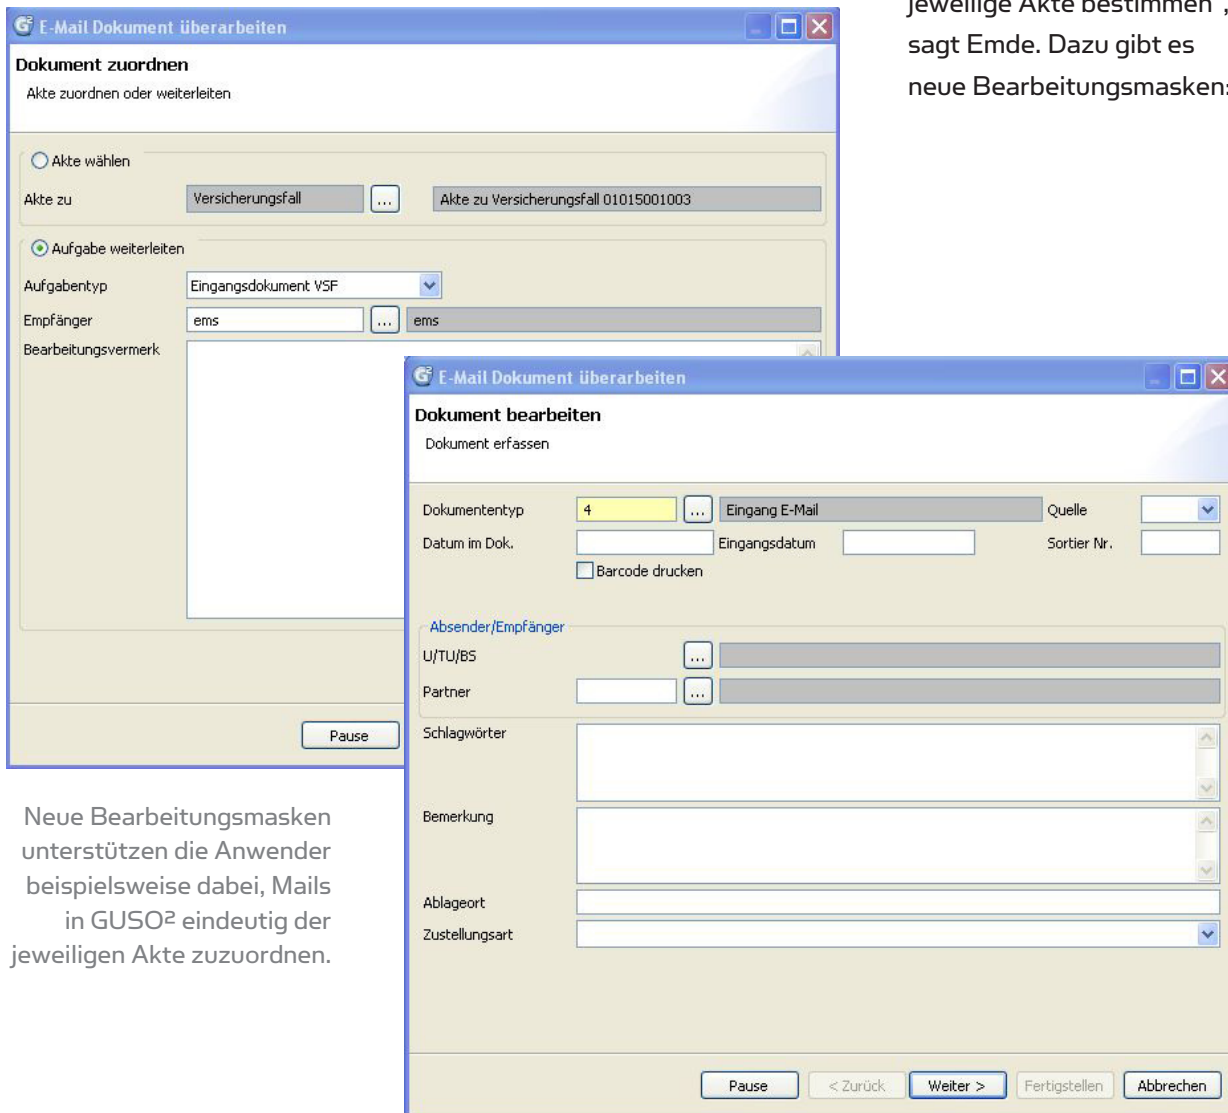 jeweilige Akte bestimmen",
sagt Emde. Dazu gibt es
neue Bearbeitungsmasken:
E-Mail Dokument überarbeiten
Dokument zuordnen
Akte zuordnen oder weiterleiten
Akte wählen
Akte zu Versicherungsfall ... Akte zu Versicherungsfall 01015001003
Aufgabe weiterleiten
Aufgabentyp Eingangsdokument VSF
Empfänger ems ... ems
Bearbeitungsvermerk
Pause
E-Mail Dokument überarbeiten
Dokument bearbeiten
Dokument erfassen
Dokumententyp 4 ... Eingang E-Mail Quelle
Datum im Dok. Eingangsdatum Sortier Nr.
Barcode drucken
Absender/Empfänger
U/TU/BS ...
Partner ...
Schlagwörter
Bemerkung
Ablageort
Zustellungsart
Pause < Zurück Weiter > Fertigstellen Abbrechen
Neue Bearbeitungsmasken
unterstützen die Anwender
beispielsweise dabei, Mails
in GUSO² eindeutig der
jeweiligen Akte zuzuordnen.